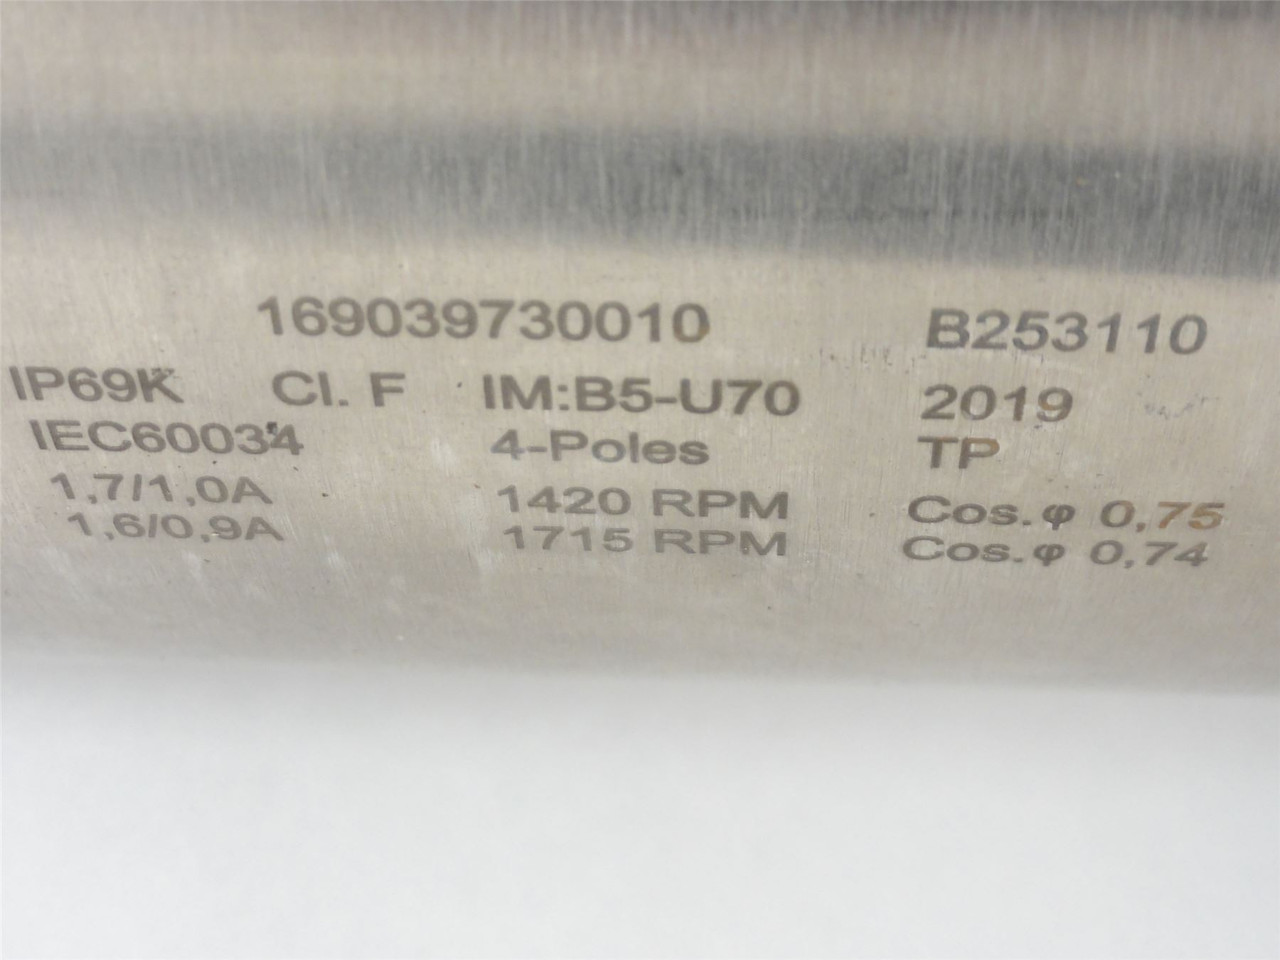 169039730010 B253110
IP69K Cl. F IM:B5-U70 2019
IEC60034 4-Poles TP
1,7/1,0A 1420 RPM Cos.φ 0,75
1,6/0,9A 1715 RPM Cos.φ 0,74